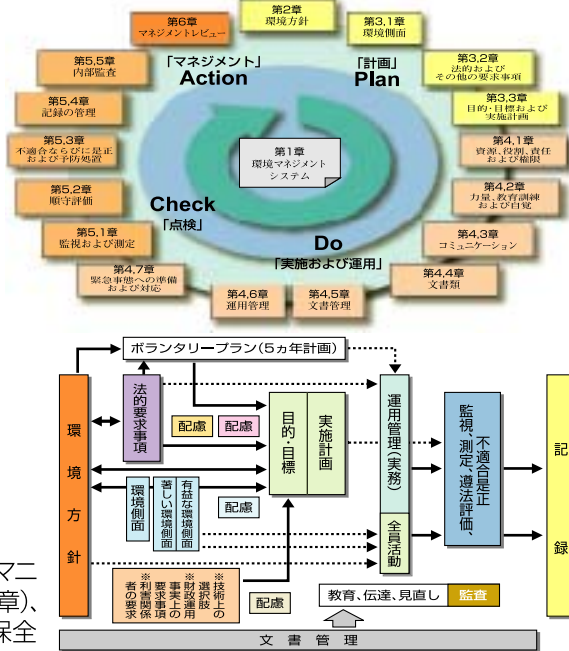 第6章
マネジメントレビュー
第2章
環境方針
第3,1章
環境側面
第3,2章
法的および
その他の要求事項
第3,3章
目的・目標および
実施計画
第4,1章
資源、役割、責任
および権限
第4,2章
力量、教育訓練
および自覚
第4,3章
コミュニケーション
第4,4章
文書類
第4,5章
文書管理
第4,6章
運用管理
第4,7章
緊急事態への準備
および対応
第5,1章
監視および測定
第5,2章
順守評価
第5,3章
不適合ならびに是正
および予防処置
第5,4章
記録の管理
第5,5章
内部監査
「マネジメント」
Action
「計画」
Plan
第1章
環境マネジメント
システム
Check
「点検」
Do
「実施および運用」
ボランタリープラン(5ヵ年計画)
環境方針
法的要求事項
配慮
配慮
目的・目標
実施計画
運用管理(実務)
全員活動
監視、測定、遵法評価、
不適合是正
記録
環境側面
著しい環境側面
有益な環境側面
配慮
※技術上の
選択肢
※財政運用
事実上の
要求事項
※利害関係
者の要求
配慮
教育、伝達、見直し
監査
文書管理
マニ
章)、
保全